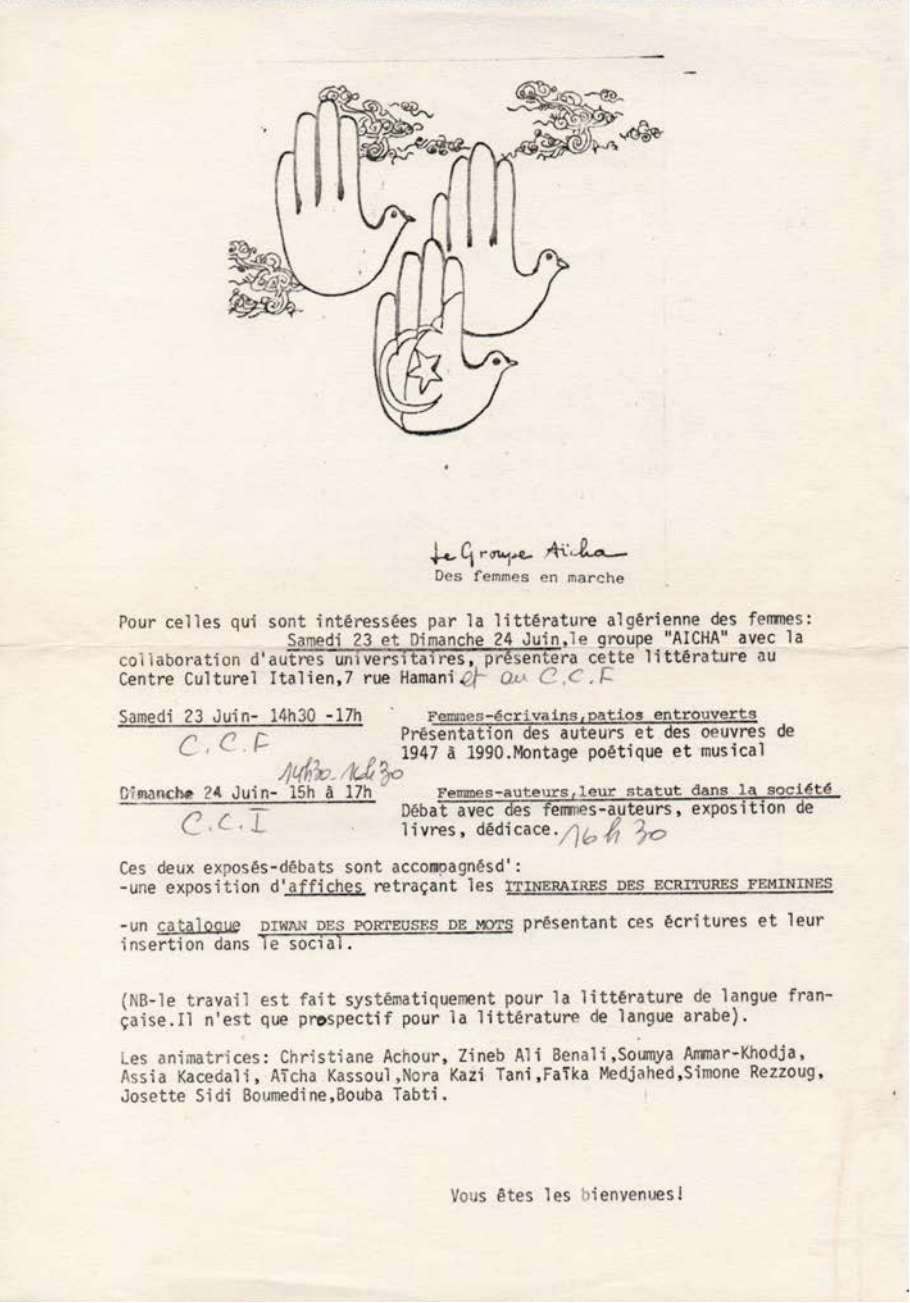 Le Groupe Aïcha
Des femmes en marche
Pour celles qui sont intéressées par la littérature algérienne des femmes:
Samedi 23 et Dimanche 24 Juin,le groupe "AICHA" avec la
collaboration d'autres universitaires, présentera cette littérature au
Centre Culturel Italien,7 rue Hamani et au C.C.F
Samedi 23 Juin- 14h30 -17h Femmes-écrivains,patios entrouverts
C.C.F Présentation des auteurs et des oeuvres de
1947 à 1990.Montage poétique et musical
14h30-16h30
Dimanche 24 Juin- 15h à 17h Femmes-auteurs,leur statut dans la société
C.C.I Débat avec des femmes-auteurs, exposition de
livres, dédicace. 16h30
Ces deux exposés-débats sont accompagnésd':
-une exposition d'affiches retraçant les ITINERAIRES DES ECRITURES FEMININES
-un catalogue DIWAN DES PORTEUSES DE MOTS présentant ces écritures et leur
insertion dans le social.
(NB-le travail est fait systématiquement pour la littérature de langue fran-
çaise.Il n'est que prospectif pour la littérature de langue arabe).
Les animatrices: Christiane Achour, Zineb Ali Benali,Soumya Ammar-Khodja,
Assia Kacedali, Aïcha Kassoul,Nora Kazi Tani,Faïka Medjahed,Simone Rezzoug,
Josette Sidi Boumedine,Bouba Tabti.
Vous êtes les bienvenues!